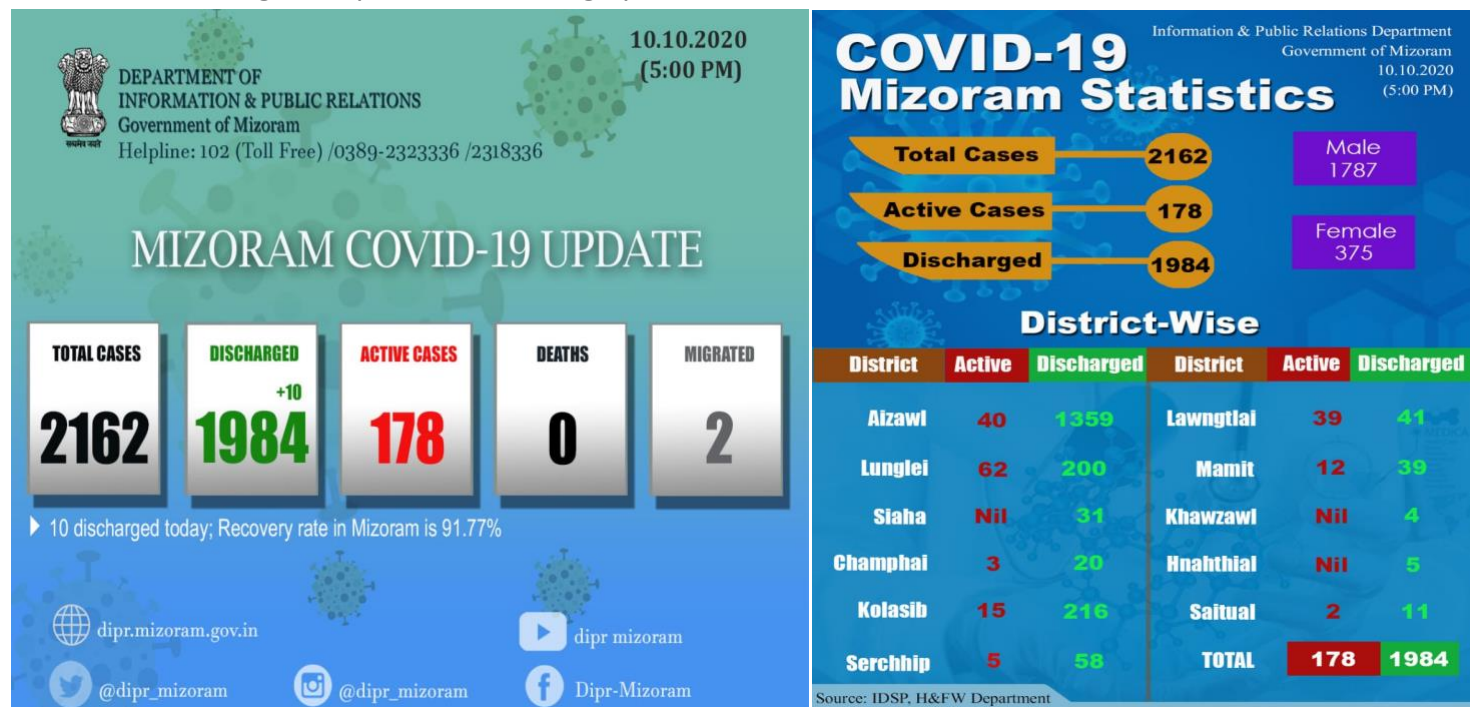 10.10.2020
(5:00 PM)
DEPARTMENT OF
INFORMATION & PUBLIC RELATIONS
Government of Mizoram
Helpline: 102 (Toll Free) /0389-2323336 /2318336
सत्यमेव जयते
MIZORAM COVID-19 UPDATE
TOTAL CASES
2162
DISCHARGED
+10
1984
ACTIVE CASES
178
DEATHS
0
MIGRATED
2
10 discharged today; Recovery rate in Mizoram is 91.77%
dipr.mizoram.gov.in
dipr mizoram
@dipr_mizoram
@dipr_mizoram
Dipr-Mizoram
COVID-19
Mizoram Statistics
Information & Public Relations Department
Government of Mizoram
10.10.2020
(5:00 PM)
Total Cases 2162
Active Cases 178
Discharged 1984
Male
1787
Female
375
District-Wise
District Active Discharged District Active Discharged
Aizawl 40 1359 Lawngtlai 39 41
Lunglei 62 200 Mamit 12 39
Siaha Nil 31 Khawzawl Nil 4
Champhai 3 20 Hnahthial Nil 5
Kolasib 15 216 Saitual 2 11
Serchhip 5 58 TOTAL 178 1984
Source: IDSP, H&FW Department